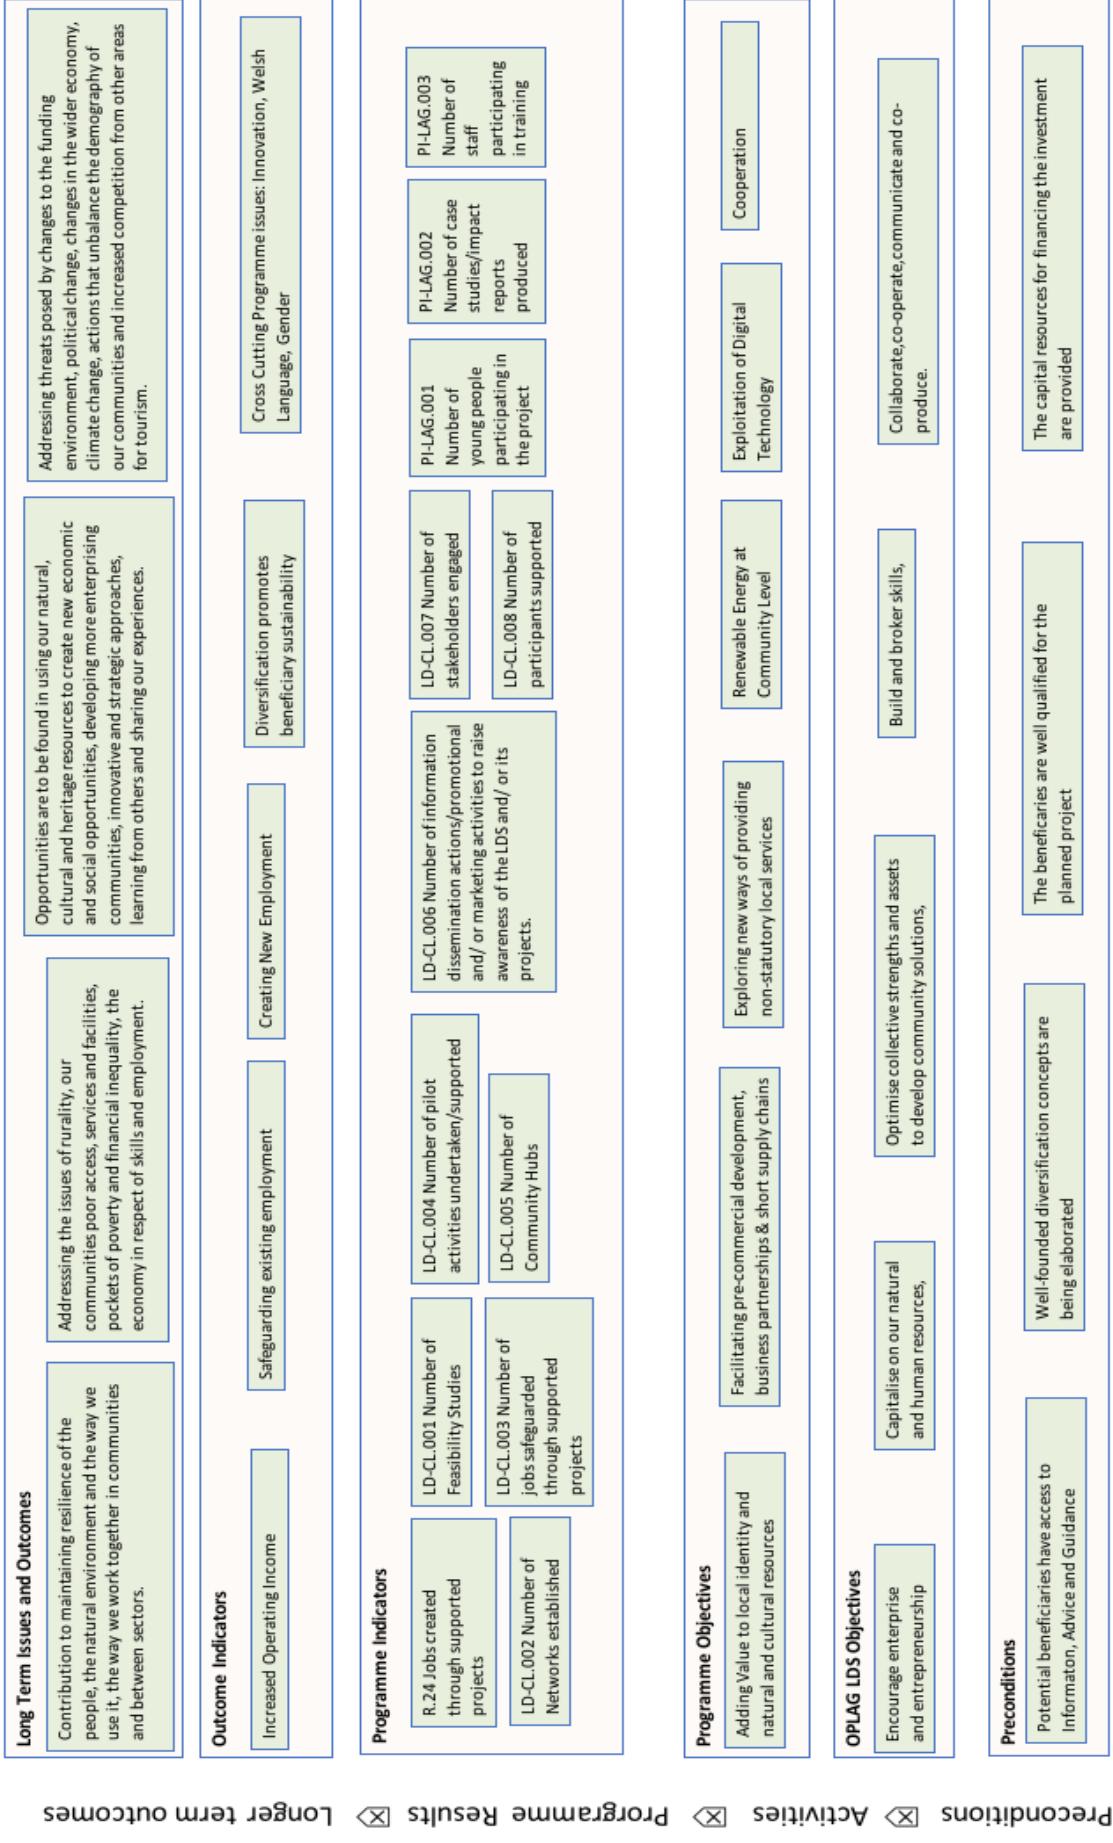 Longer term outcomes
Prorgramme Results
Activities
Preconditions
Long Term Issues and Outcomes
Contribution to maintaining resilience of the
people, the natural environment and the way we
use it, the way we work together in communities
and between sectors.
Addresssing the issues of rurality, our
communities poor access, services and facilities,
pockets of poverty and financial inequality, the
economy in respect of skills and employment.
Opportunities are to be found in using our natural,
cultural and heritage resources to create new economic
and social opportunities, developing more enterprising
communities, innovative and strategic approaches,
learning from others and sharing our experiences.
Addressing threats posed by changes to the funding
environment, political change, changes in the wider economy,
climate change, actions that unbalance the demography of
our communities and increased competition from other areas
for tourism.
Outcome Indicators
Increased Operating Income
Safeguarding existing employment
Creating New Employment
Diversification promotes
beneficiary sustainability
Cross Cutting Programme issues: Innovation, Welsh
Language, Gender
Programme Indicators
R.24 Jobs created
through supported
projects
LD-CL.002 Number of
Networks established
LD-CL.001 Number of
Feasibility Studies
LD-CL.003 Number of
jobs safeguarded
through supported
projects
LD-CL.004 Number of pilot
activities undertaken/supported
LD-CL.005 Number of
Community Hubs
LD-CL.006 Number of information
dissemination actions/promotional
and/ or marketing activities to raise
awareness of the LDS and/ or its
projects.
LD-CL.007 Number of
stakeholders engaged
LD-CL.008 Number of
participants supported
PI-LAG.001
Number of
young people
participating in
the project
PI-LAG.002
Number of case
studies/impact
reports
produced
PI-LAG.003
Number of
staff
participating
in training
Programme Objectives
Adding Value to local identity and
natural and cultural resources
Facilitating pre-commercial development,
business partnerships & short supply chains
Exploring new ways of providing
non-statutory local services
Renewable Energy at
Community Level
Exploitation of Digital
Technology
Cooperation
OPLAG LDS Objectives
Encourage enterprise
and entrepreneurship
Capitalise on our natural
and human resources,
Optimise collective strengths and assets
to develop community solutions,
Build and broker skills,
Collaborate,co-operate,communicate and co-
produce.
Preconditions
Potential beneficiaries have access to
Informaton, Advice and Guidance
Well-founded diversification concepts are
being elaborated
The beneficaries are well qualified for the
planned project
The capital resources for financing the investment
are provided